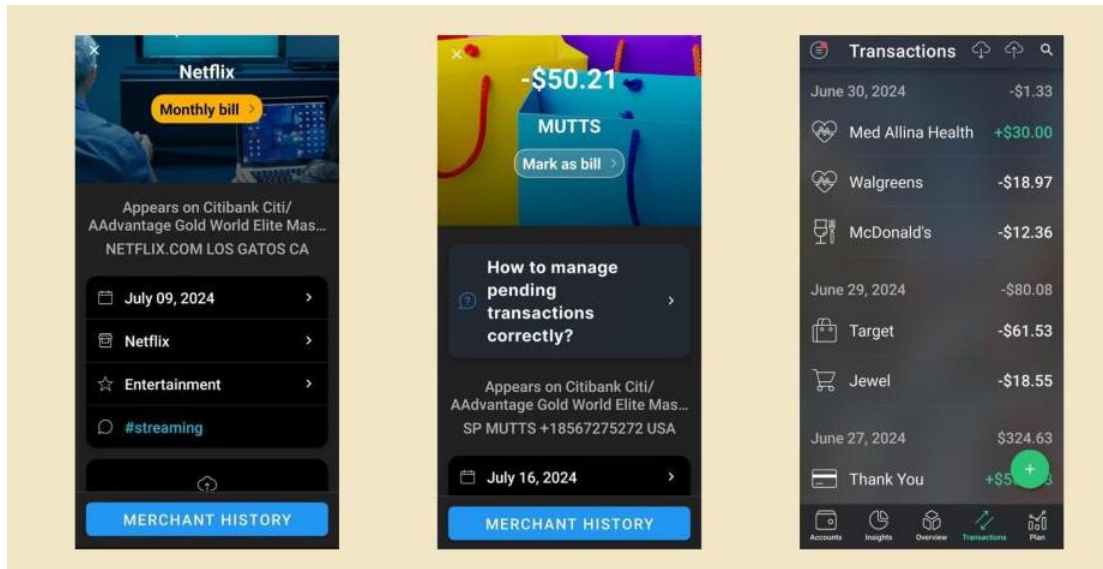 Netflix
Monthly bill
Appears on Citibank Citi/
AAdvantage Gold World Elite Mas...
NETFLIX.COM LOS GATOS CA
July 09, 2024
Netflix
Entertainment
#streaming
MERCHANT HISTORY
-$50.21
MUTTS
Mark as bill
How to manage
pending
transactions
correctly?
Appears on Citibank Citi/
AAdvantage Gold World Elite Mas...
SP MUTTS +18567275272 USA
July 16, 2024
MERCHANT HISTORY
Transactions
June 30, 2024 -$1.33
Med Allina Health +$30.00
Walgreens -$18.97
McDonald's -$12.36
June 29, 2024 -$80.08
Target -$61.53
Jewel -$18.55
June 27, 2024 $324.63
Thank You
Accounts Insights Overview Transactions Plan